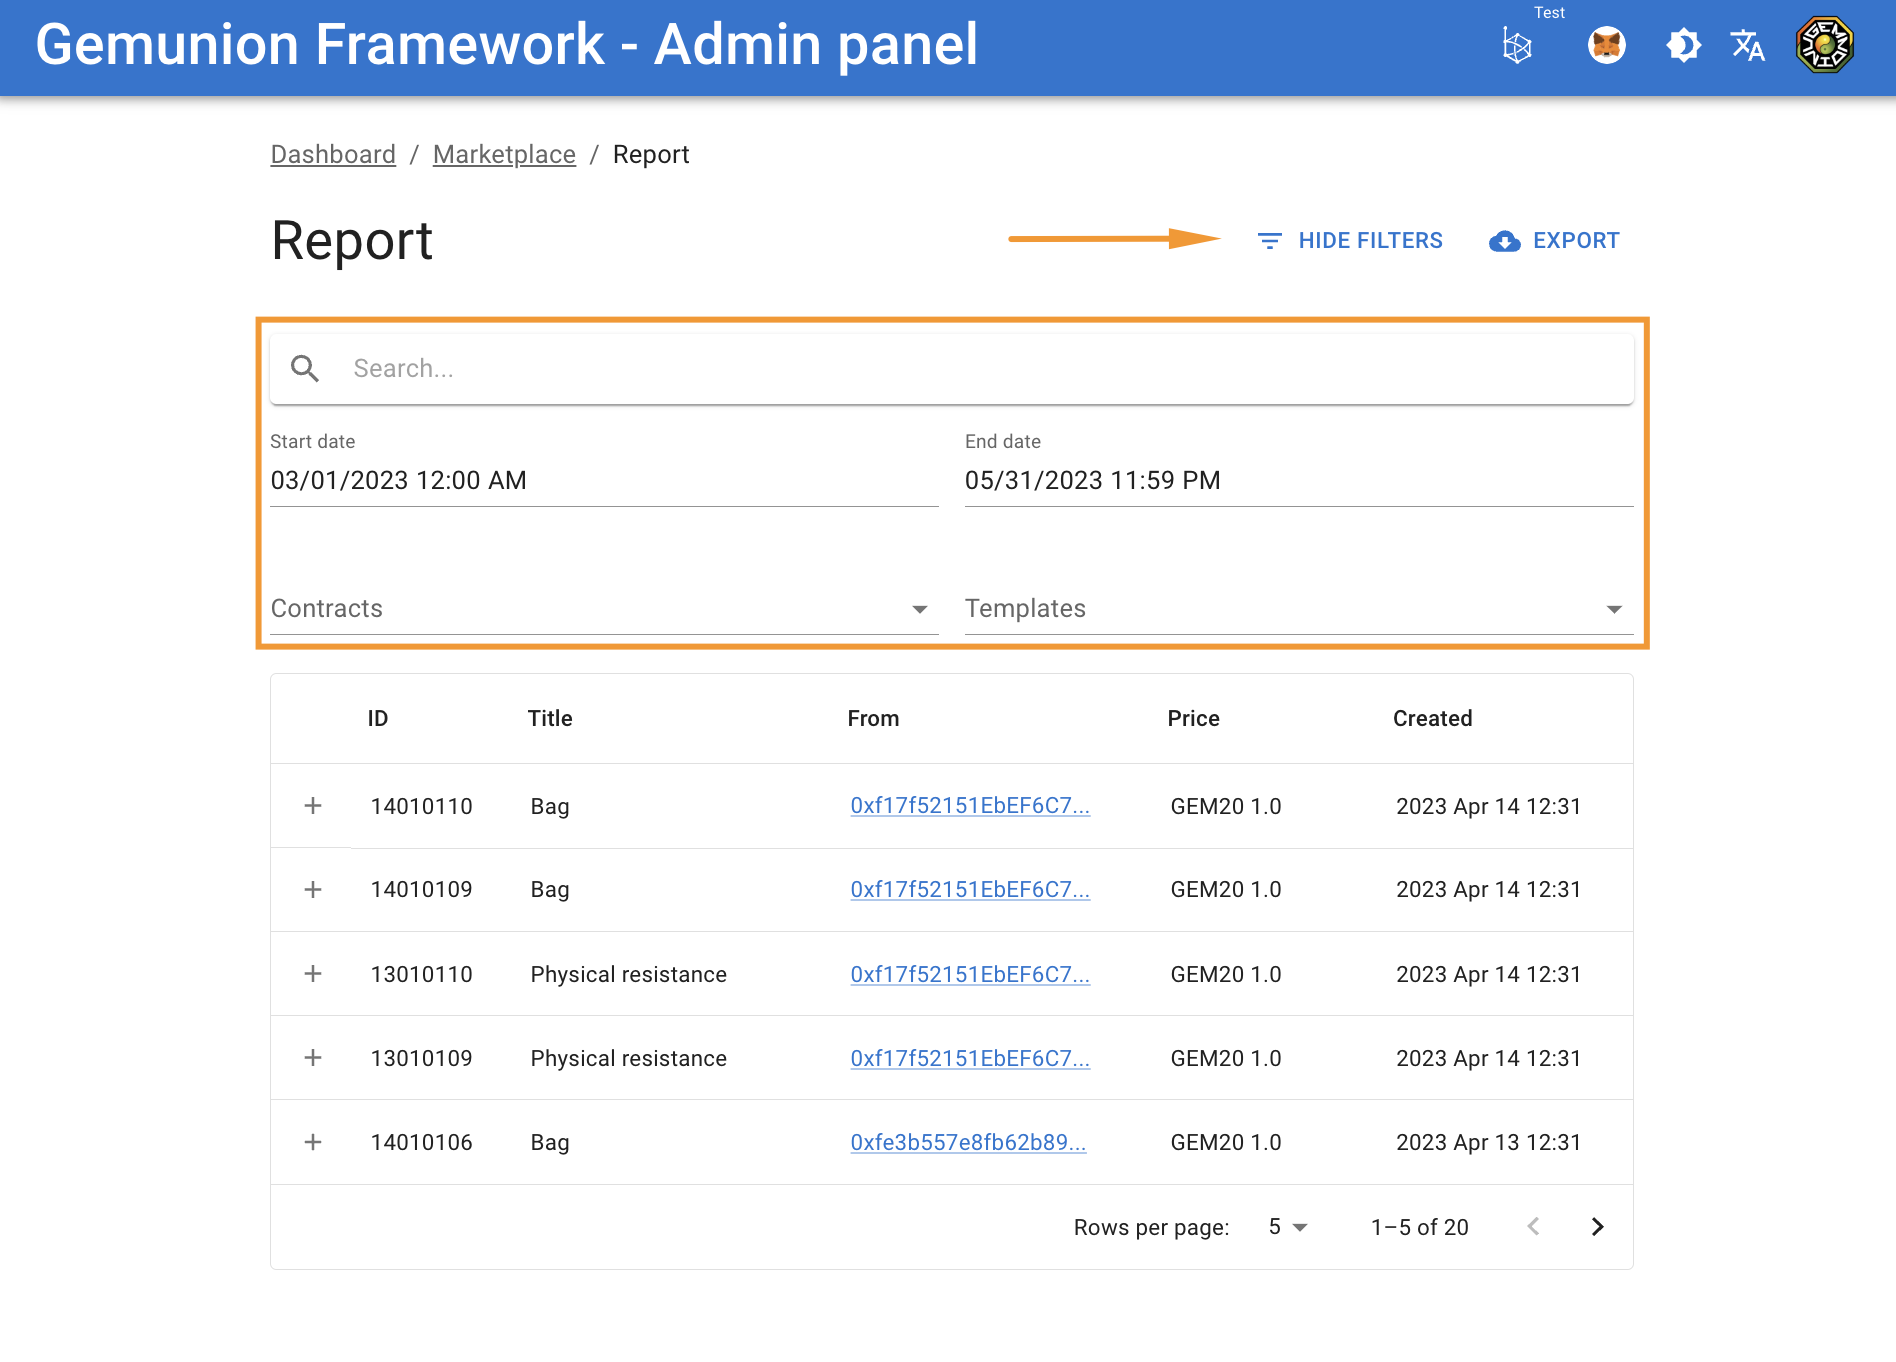 Gemunion Framework - Admin panel
Test
GEMUNION
Dashboard / Marketplace / Report
Report
HIDE FILTERS
EXPORT
Search...
Start date
End date
03/01/2023 12:00 AM
05/31/2023 11:59 PM
Contracts
Templates
ID Title From Price Created
+ 14010110 Bag 0xf17f52151EbEF6C7... GEM20 1.0 2023 Apr 14 12:31
+ 14010109 Bag 0xf17f52151EbEF6C7... GEM20 1.0 2023 Apr 14 12:31
+ 13010110 Physical resistance 0xf17f52151EbEF6C7... GEM20 1.0 2023 Apr 14 12:31
+ 13010109 Physical resistance 0xf17f52151EbEF6C7... GEM20 1.0 2023 Apr 14 12:31
+ 14010106 Bag 0xfe3b557e8fb62b89... GEM20 1.0 2023 Apr 13 12:31
Rows per page: 5 1–5 of 20